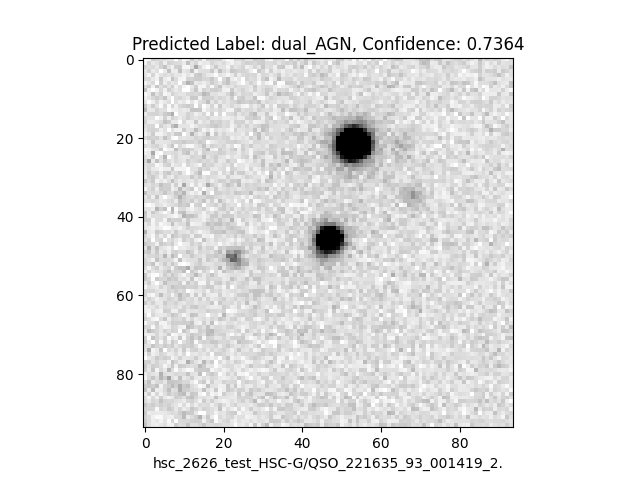 Predicted Label: dual_AGN, Confidence: 0.7364
0
20
40
60
80
0 20 40 60 80
hsc_2626_test_HSC-G/QSO_221635_93_001419_2.